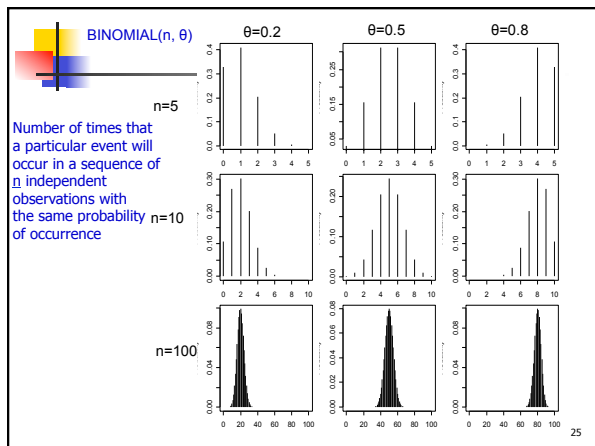 BINOMIAL(n, θ)
θ=0.2
θ=0.5
θ=0.8
n=5
Number of times that
a particular event will
occur in a sequence of
n independent
observations with
the same probability
of occurrence
n=10
n=100
0.0 0.1 0.2 0.3 0.4
0 1 2 3 4 5
0.05 0.15 0.25
0 1 2 3 4 5
0.0 0.1 0.2 0.3 0.4
0 1 2 3 4 5
0.00 0.10 0.20 0.30
0 2 4 6 8 10
0.00 0.10 0.20
0 2 4 6 8 10
0.00 0.10 0.20 0.30
0 2 4 6 8 10
0.00 0.04 0.08
0 20 40 60 80 100
0.00 0.02 0.04 0.06 0.08
0 20 40 60 80 100
0.00 0.04 0.08
0 20 40 60 80 100
25